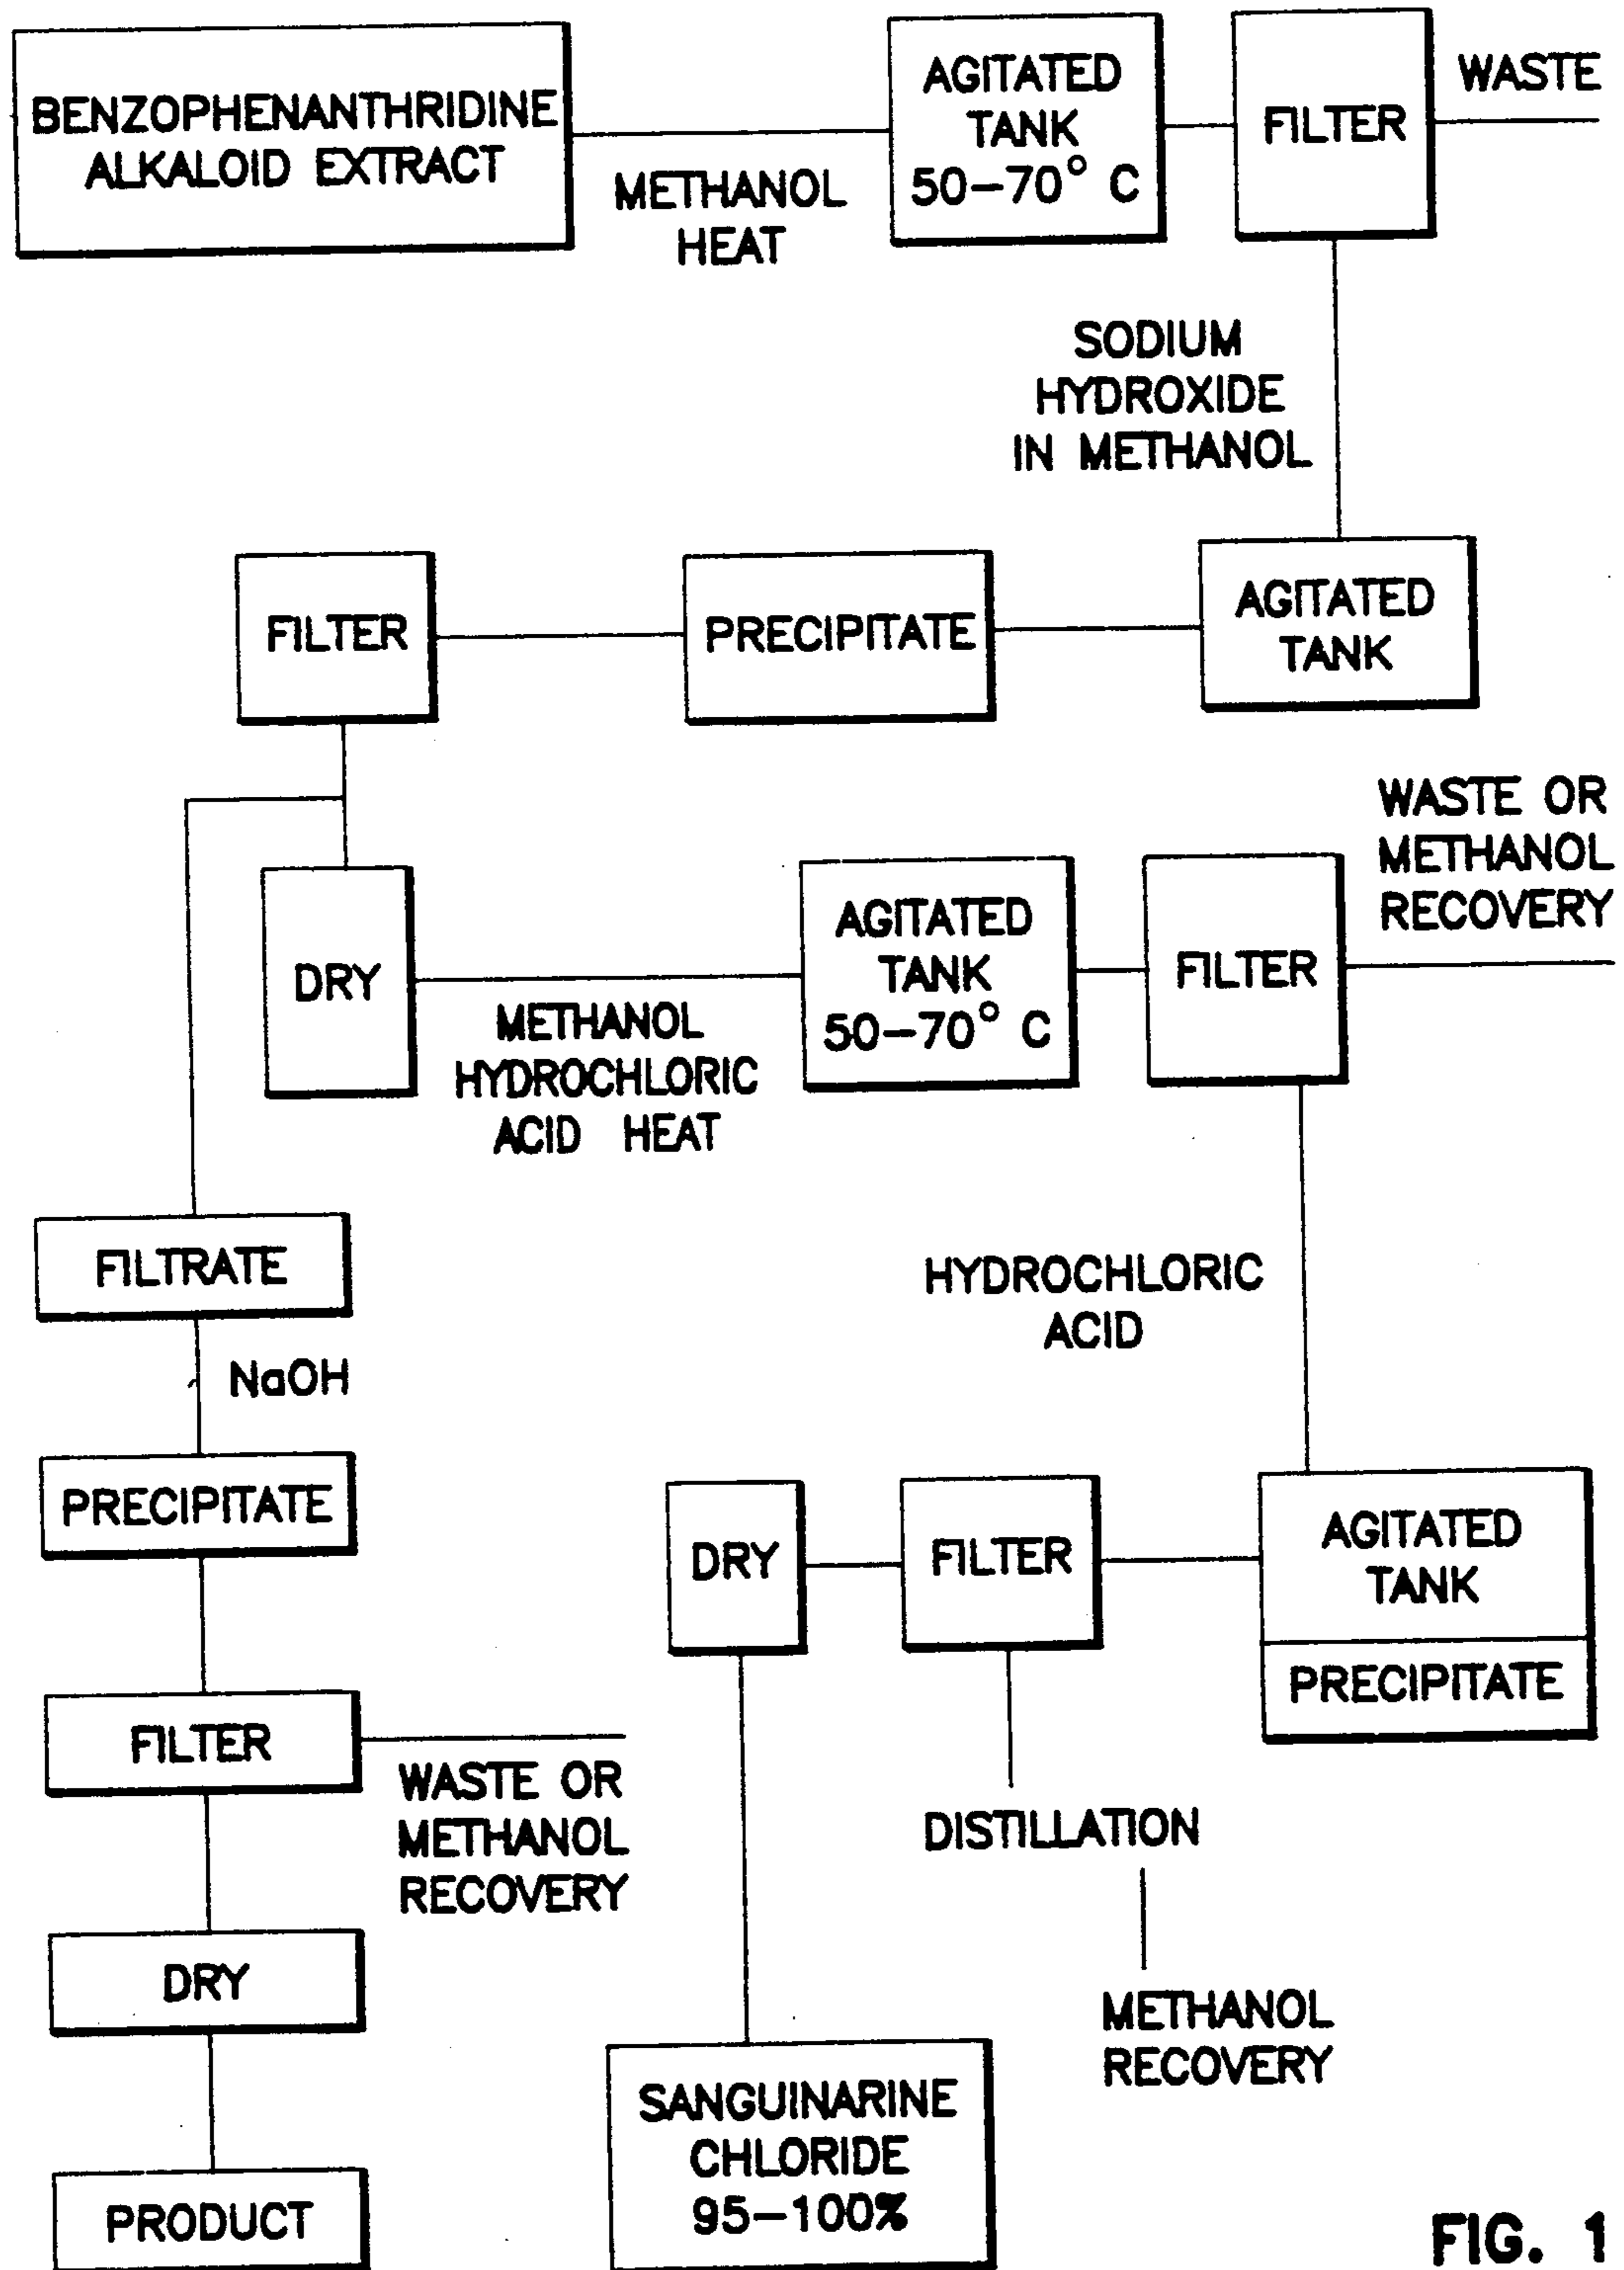 BENZOPHENANTHRIDINE
ALKALOID EXTRACT
METHANOL
HEAT
AGITATED
TANK
50–70° C
FILTER
WASTE
SODIUM
HYDROXIDE
IN METHANOL
AGITATED
TANK
PRECIPITATE
FILTER
DRY
METHANOL
HYDROCHLORIC
ACID HEAT
AGITATED
TANK
50–70° C
FILTER
WASTE OR
METHANOL
RECOVERY
HYDROCHLORIC
ACID
AGITATED
TANK
PRECIPITATE
FILTER
DISTILLATION
METHANOL
RECOVERY
DRY
SANGUINARINE
CHLORIDE
95–100%
FILTRATE
NaOH
PRECIPITATE
FILTER
WASTE OR
METHANOL
RECOVERY
DRY
PRODUCT
FIG. 1